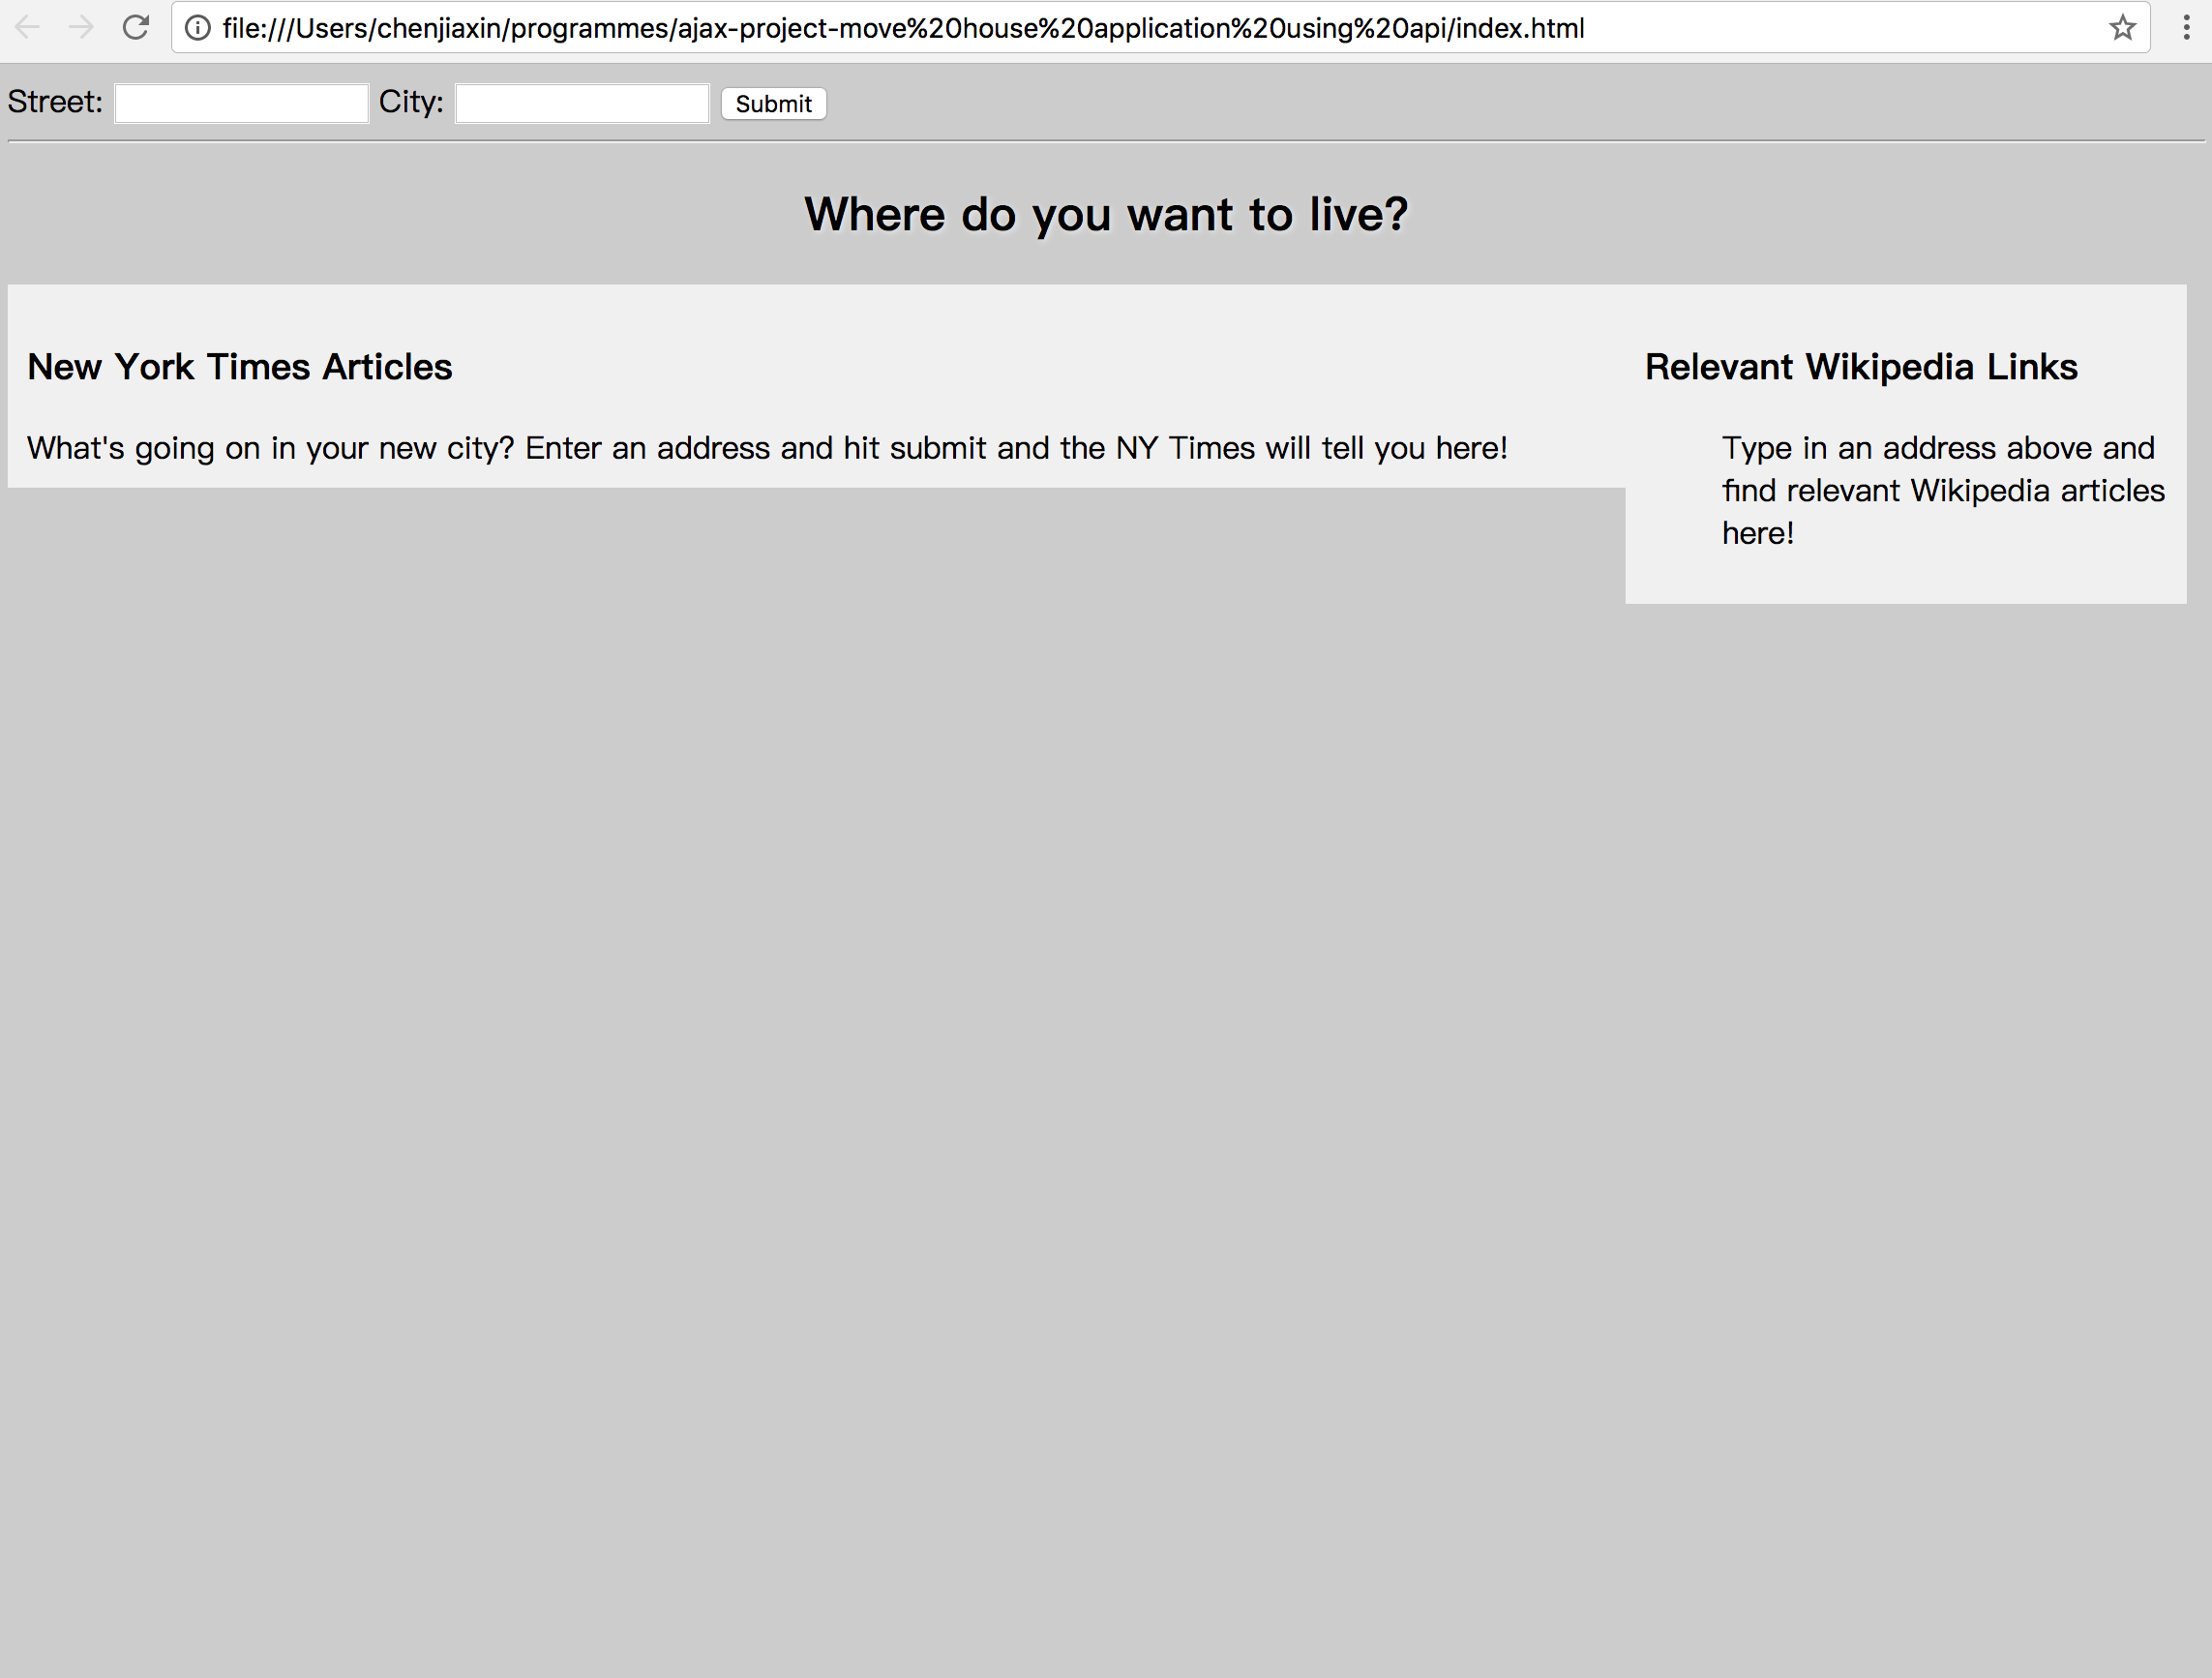 file:///Users/chenjiaxin/programmes/ajax-project-move%20house%20application%20using%20api/index.html
Street: City: Submit
Where do you want to live?
New York Times Articles
What's going on in your new city? Enter an address and hit submit and the NY Times will tell you here!
Relevant Wikipedia Links
Type in an address above and
find relevant Wikipedia articles
here!